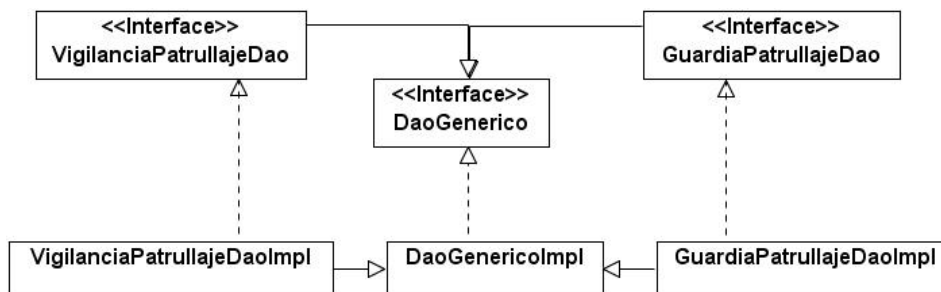 <<Interface>>
VigilanciaPatrullajeDao
<<Interface>>
GuardiaPatrullajeDao
<<Interface>>
DaoGenerico
VigilanciaPatrullajeDaoImpl
DaoGenericoImpl
GuardiaPatrullajeDaoImpl